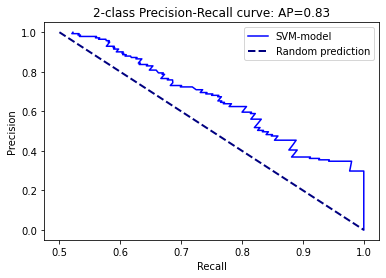 2-class Precision-Recall curve: AP=0.83
SVM-model
Random prediction
Precision
1.0
0.8
0.6
0.4
0.2
0.0
0.5
0.6
0.7
0.8
0.9
1.0
Recall